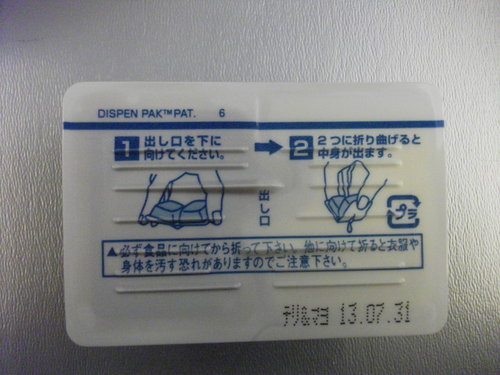 DISPEN PAK™PAT. 6
1 出し口を下に
向けてください。
2 2つに折り曲げると
中身が出ます。
出し口
プラ
▲必ず食品に向けてから折って下さい。他に向けて折ると衣服や
身体を汚す恐れがありますのでご注意下さい。
テリ&マヨ 13.07.31